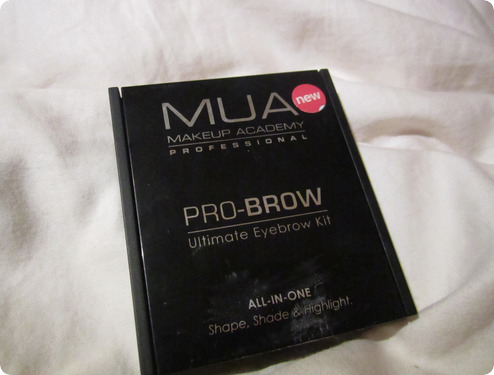 MUA
new
MAKEUP ACADEMY
PROFESSIONAL
PRO-BROW
Ultimate Eyebrow Kit
ALL-IN-ONE
Shape, Shade & Highlight.